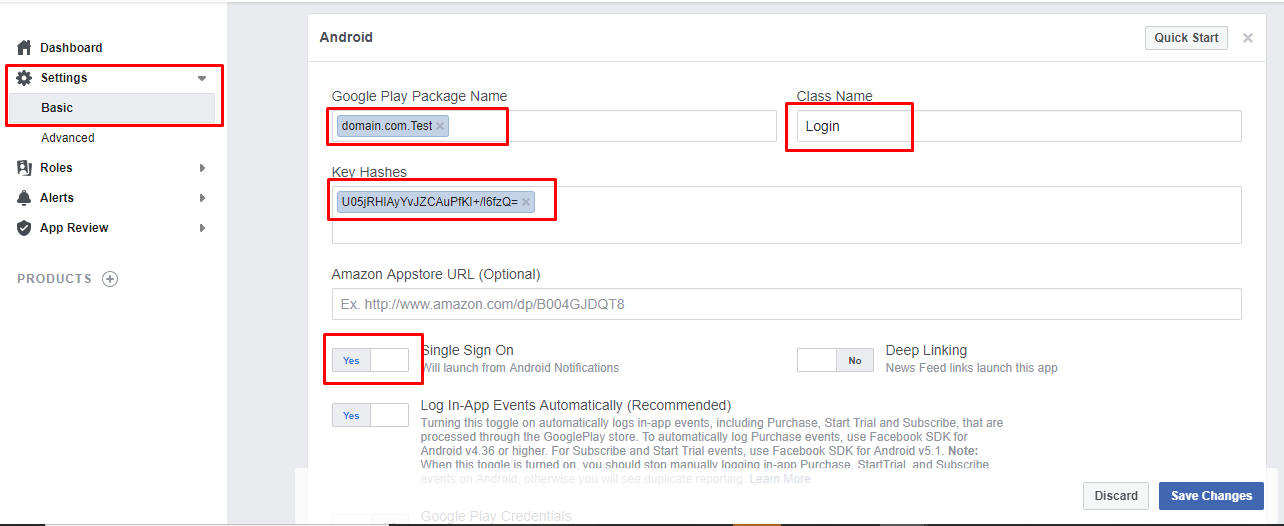 Dashboard
Settings
Basic
Advanced
Roles
Alerts
App Review
PRODUCTS
Android
Quick Start
Google Play Package Name
Class Name
domain.com.Test
Login
Key Hashes
U05jRHlAyYvJZCAuPfKl+/l6fzQ=
Amazon Appstore URL (Optional)
Ex. http://www.amazon.com/dp/B004GJDQT8
Yes
Single Sign On
Will launch from Android Notifications
No
Deep Linking
News Feed links launch this app
Yes
Log In-App Events Automatically (Recommended)
Turning this toggle on automatically logs in-app events, including Purchase, Start Trial and Subscribe, that are
processed through the GooglePlay store. To automatically log Purchase events, use Facebook SDK for
Android v4.36 or higher. For Subscribe and Start Trial events, use Facebook SDK for Android v5.1. Note:
When this toggle is turned on, you should stop manually logging in-app Purchase, StartTrial, and Subscribe
events on Android, otherwise you will see duplicate reporting. Learn More
Google Play Credentials
Discard
Save Changes